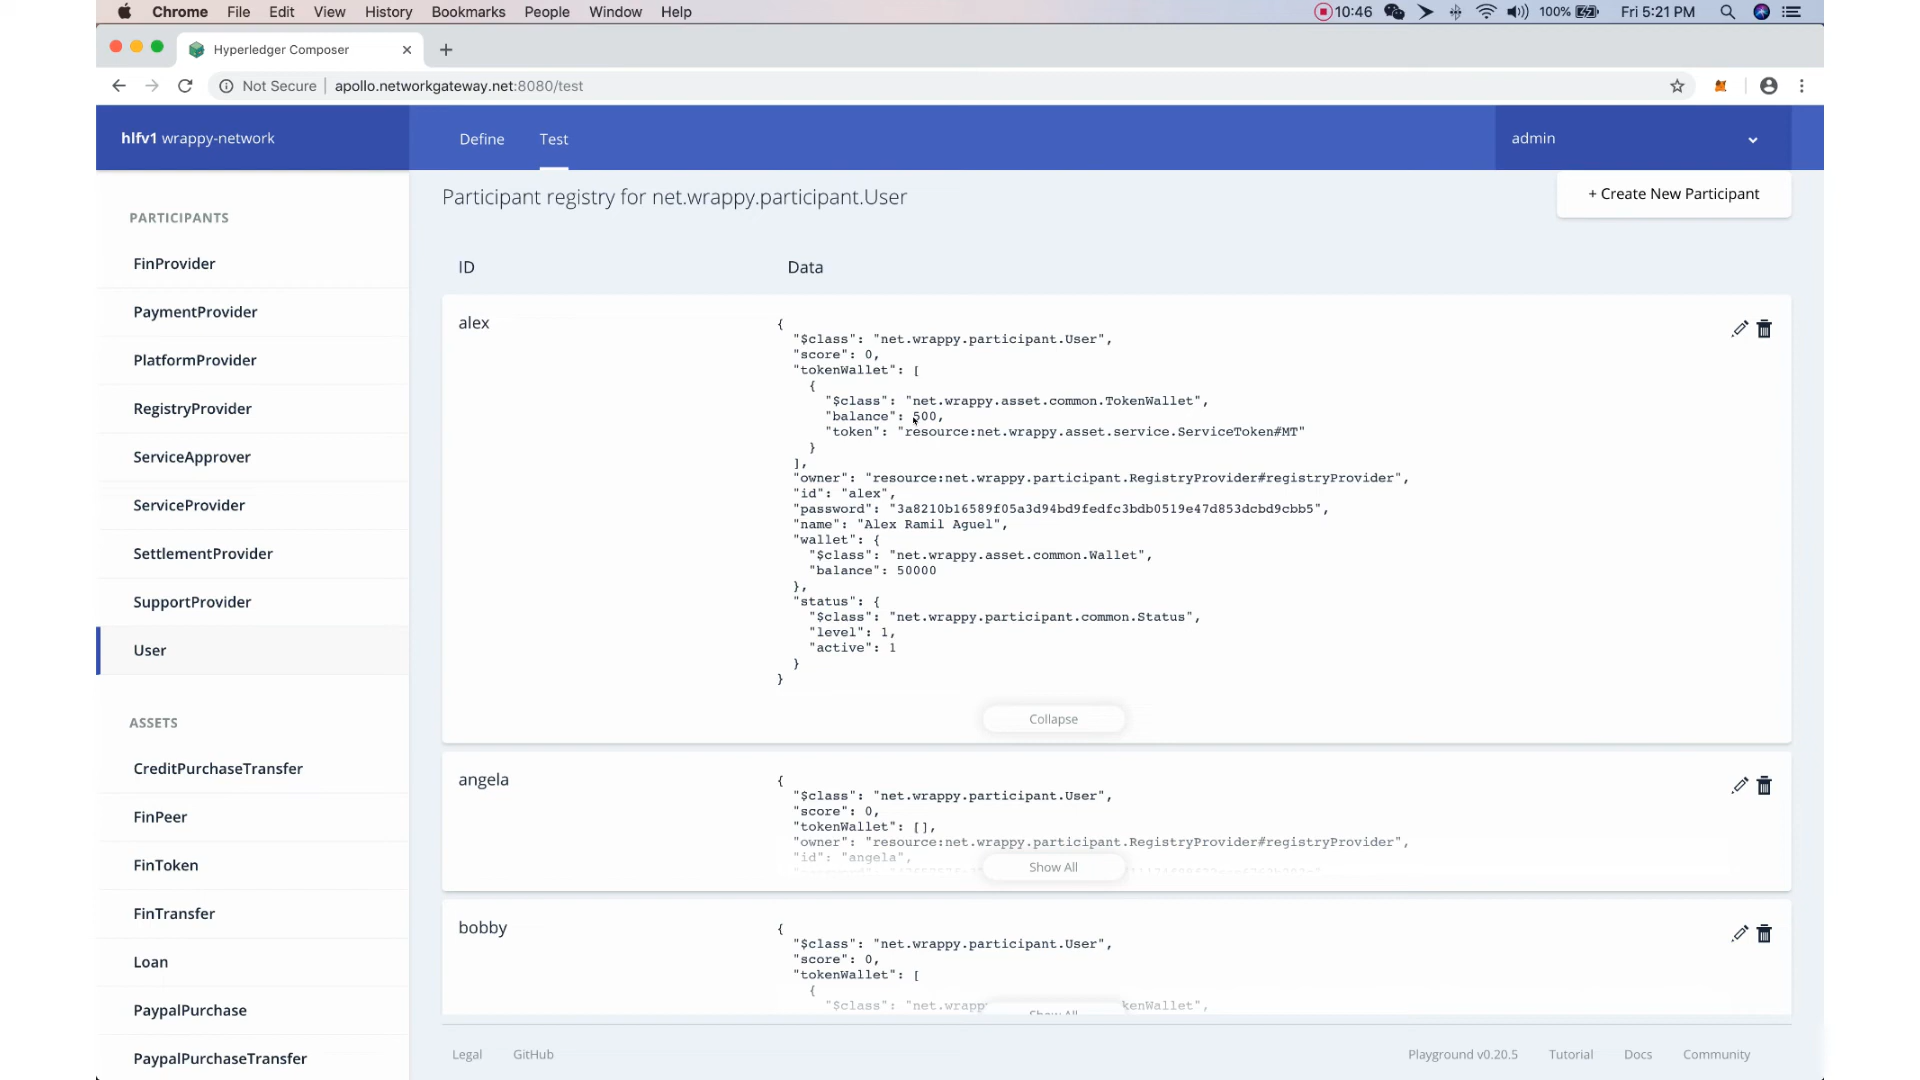 Chrome File Edit View History Bookmarks People Window Help 10:46 100% Fri 5:21 PM
Hyperledger Composer
Not Secure apollo.networkgateway.net:8080/test
hlfv1 wrappy-network Define Test admin
PARTICIPANTS
FinProvider
PaymentProvider
PlatformProvider
RegistryProvider
ServiceApprover
ServiceProvider
SettlementProvider
SupportProvider
User
ASSETS
CreditPurchaseTransfer
FinPeer
FinToken
FinTransfer
Loan
PaypalPurchase
PaypalPurchaseTransfer
Participant registry for net.wrappy.participant.User
+ Create New Participant
ID Data
alex
{
"$class": "net.wrappy.participant.User",
"score": 0,
"tokenWallet": [
{
"$class": "net.wrappy.asset.common.TokenWallet",
"balance": 500,
"token": "resource:net.wrappy.asset.service.ServiceToken#MT"
}
],
"owner": "resource:net.wrappy.participant.RegistryProvider#registryProvider",
"id": "alex",
"password": "3a8210b16589f05a3d94bd9fedfc3bdb0519e47d853dcbd9cbb5",
"name": "Alex Ramil Aguel",
"wallet": {
"$class": "net.wrappy.asset.common.Wallet",
"balance": 50000
},
"status": {
"$class": "net.wrappy.participant.common.Status",
"level": 1,
"active": 1
}
}
Collapse
angela
{
"$class": "net.wrappy.participant.User",
"score": 0,
"tokenWallet": [],
"owner": "resource:net.wrappy.participant.RegistryProvider#registryProvider",
"id": "angela",
Show All
bobby
{
"$class": "net.wrappy.participant.User",
"score": 0,
"tokenWallet": [
{
"$class": "net.wrapp kenWallet",
Show All
Legal GitHub Playground v0.20.5 Tutorial Docs Community